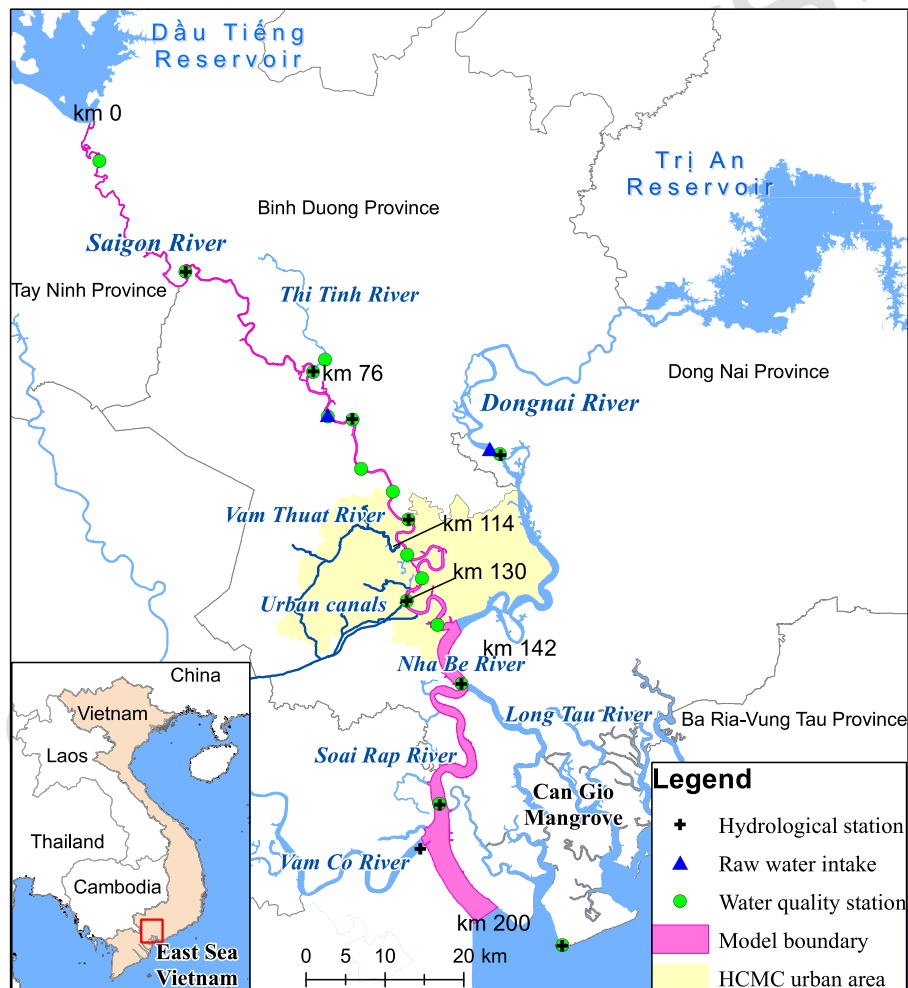 Dầu Tiếng
Reservoir
km 0
Trị An
Reservoir
Binh Duong Province
Saigon River
Tay Ninh Province
Thi Tinh River
km 76
Dong Nai Province
Dongnai River
Vam Thuat River
km 114
km 130
Urban canals
km 142
Nha Be River
Long Tau River
Ba Ria-Vung Tau Province
Soai Rap River
Can Gio
Mangrove
Vam Co River
km 200
0 5 10 20 km
China
Vietnam
Laos
Thailand
Cambodia
East Sea
Vietnam
Legend
Hydrological station
Raw water intake
Water quality station
Model boundary
HCMC urban area